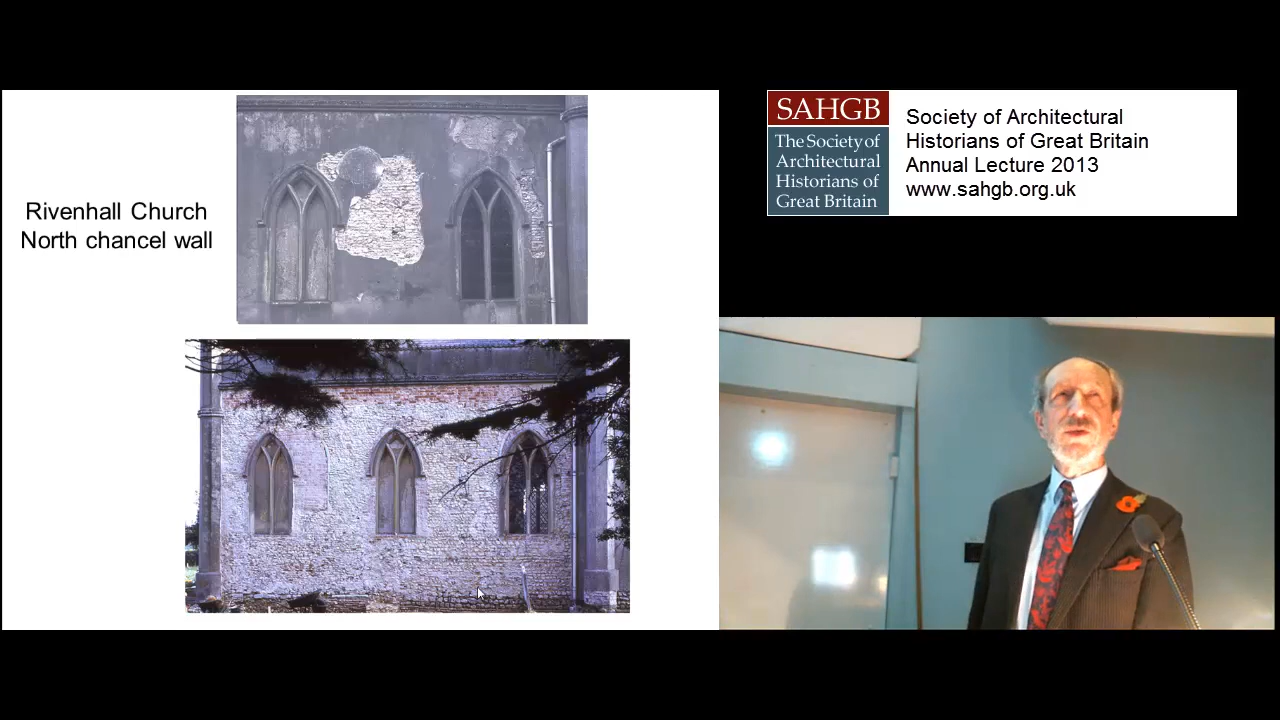 Rivenhall Church
North chancel wall
SAHGB
The Society of
Architectural
Historians of
Great Britain
Society of Architectural
Historians of Great Britain
Annual Lecture 2013
www.sahgb.org.uk